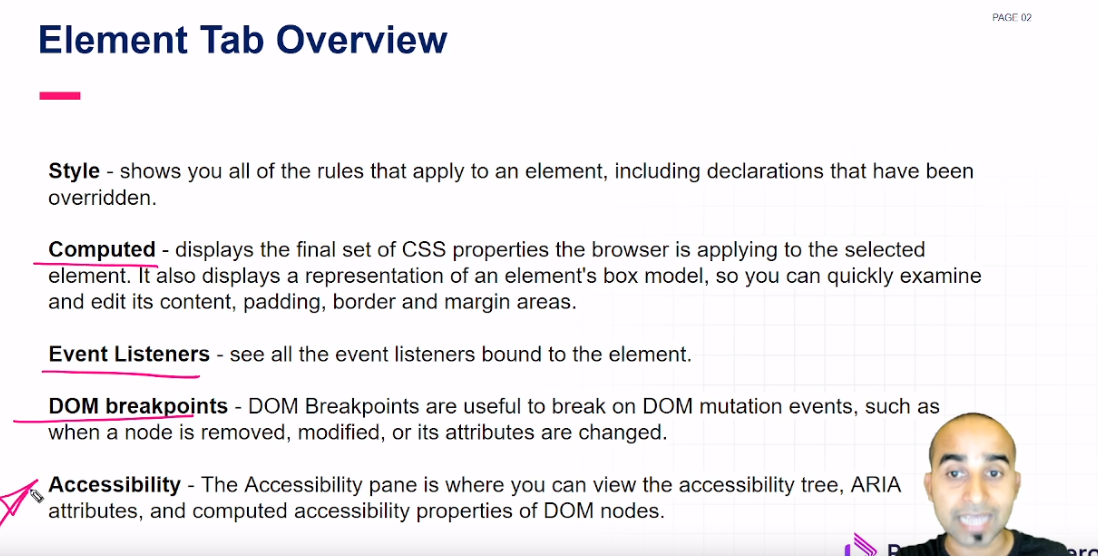 PAGE 02
Element Tab Overview
Style - shows you all of the rules that apply to an element, including declarations that have been
overridden.
Computed - displays the final set of CSS properties the browser is applying to the selected
element. It also displays a representation of an element's box model, so you can quickly examine
and edit its content, padding, border and margin areas.
Event Listeners - see all the event listeners bound to the element.
DOM breakpoints - DOM Breakpoints are useful to break on DOM mutation events, such as
when a node is removed, modified, or its attributes are changed.
Accessibility - The Accessibility pane is where you can view the accessibility tree, ARIA
attributes, and computed accessibility properties of DOM nodes.